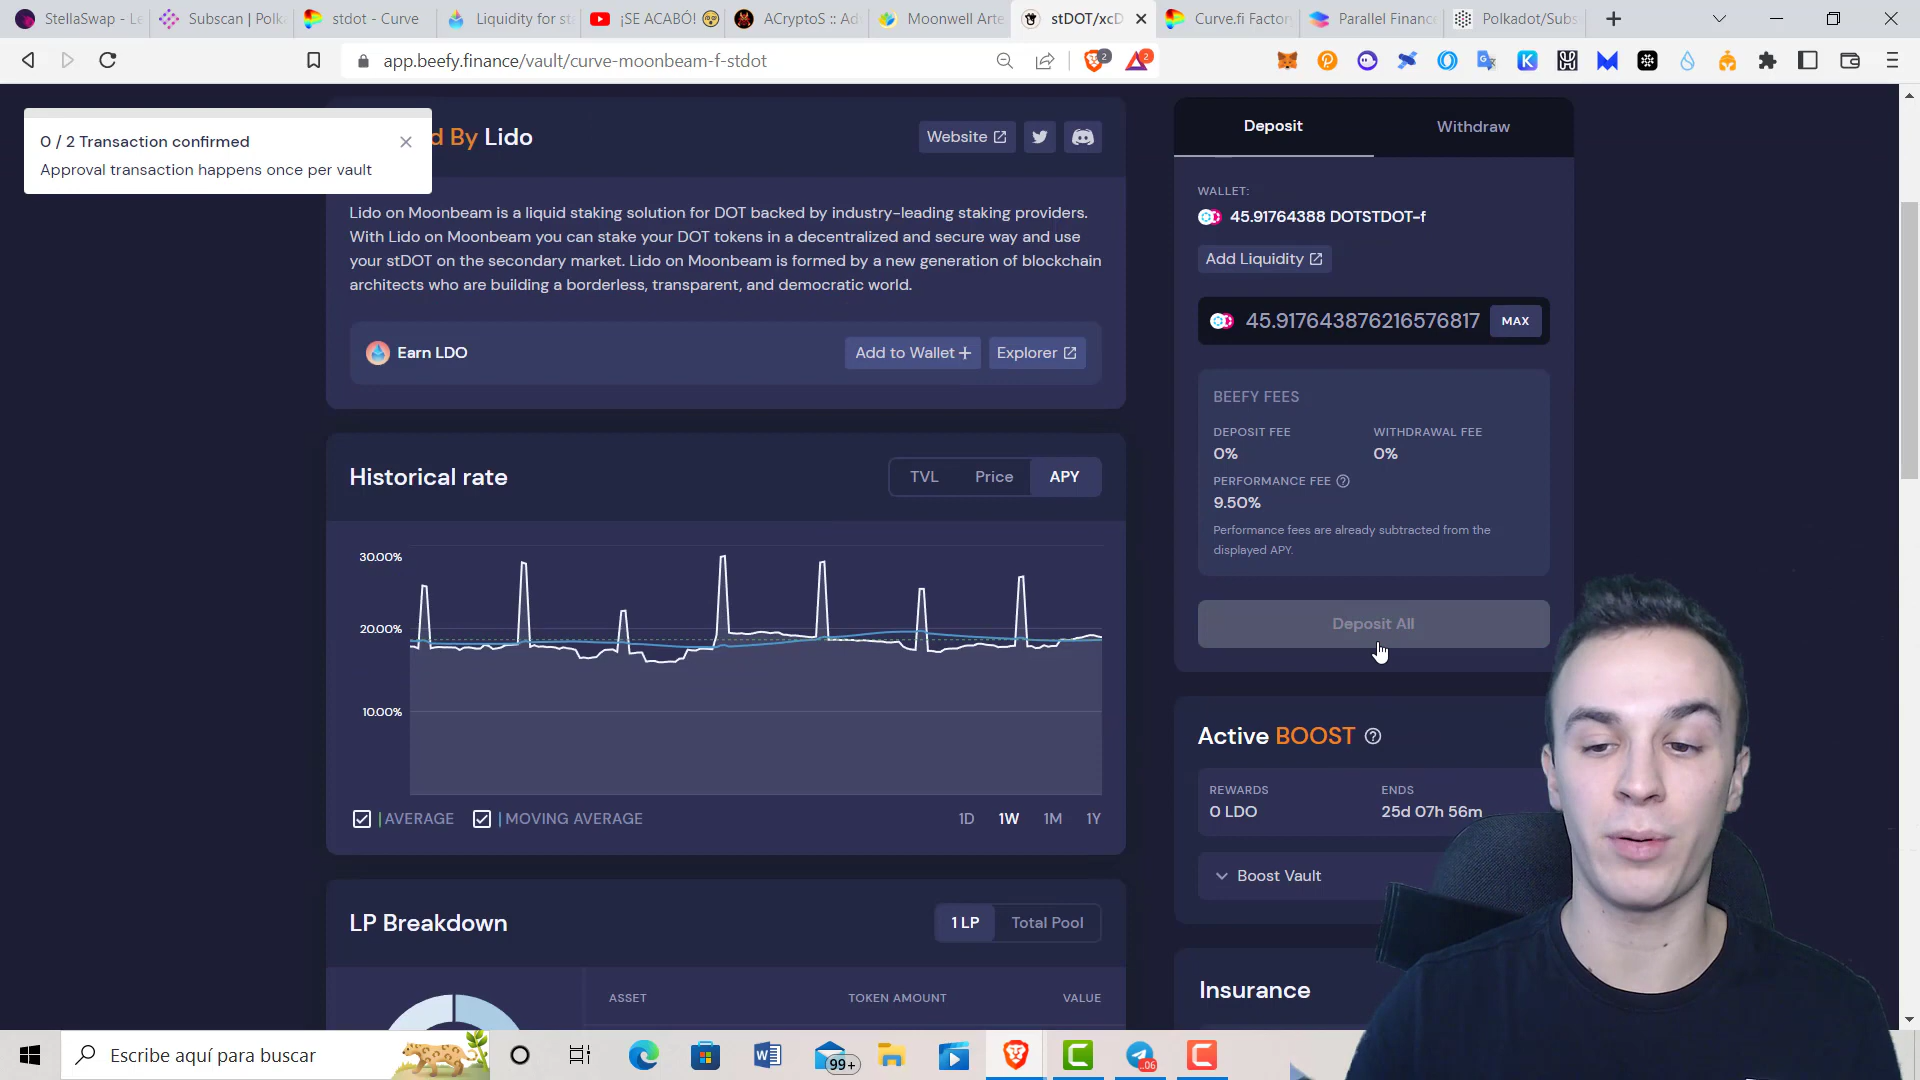 StellaSwap - Le
Subscan | Polk
stdot - Curve
Liquidity for st
¡SE ACABÓ!
ACryptoS :: Ad
Moonwell Arte
stDOT/xcD
Curve.fi Factor
Parallel Finance
Polkadot/Subs
app.beefy.finance/vault/curve-moonbeam-f-stdot
2
2
0 / 2 Transaction confirmed
Approval transaction happens once per vault
d By Lido
Website
Lido on Moonbeam is a liquid staking solution for DOT backed by industry-leading staking providers.
With Lido on Moonbeam you can stake your DOT tokens in a decentralized and secure way and use
your stDOT on the secondary market. Lido on Moonbeam is formed by a new generation of blockchain
architects who are building a borderless, transparent, and democratic world.
Earn LDO
Add to Wallet
Explorer
Historical rate
TVL
Price
APY
30.00%
20.00%
10.00%
AVERAGE
MOVING AVERAGE
1D
1W
1M
1Y
LP Breakdown
1 LP
Total Pool
ASSET
TOKEN AMOUNT
VALUE
Deposit
Withdraw
WALLET:
45.91764388 DOTSTDOT-f
Add Liquidity
45.917643876216576817
MAX
BEEFY FEES
DEPOSIT FEE
WITHDRAWAL FEE
0%
0%
PERFORMANCE FEE
9.50%
Performance fees are already subtracted from the
displayed APY.
Deposit All
Active BOOST
REWARDS
ENDS
0 LDO
25d 07h 56m
Boost Vault
Insurance
Escribe aquí para buscar
99+